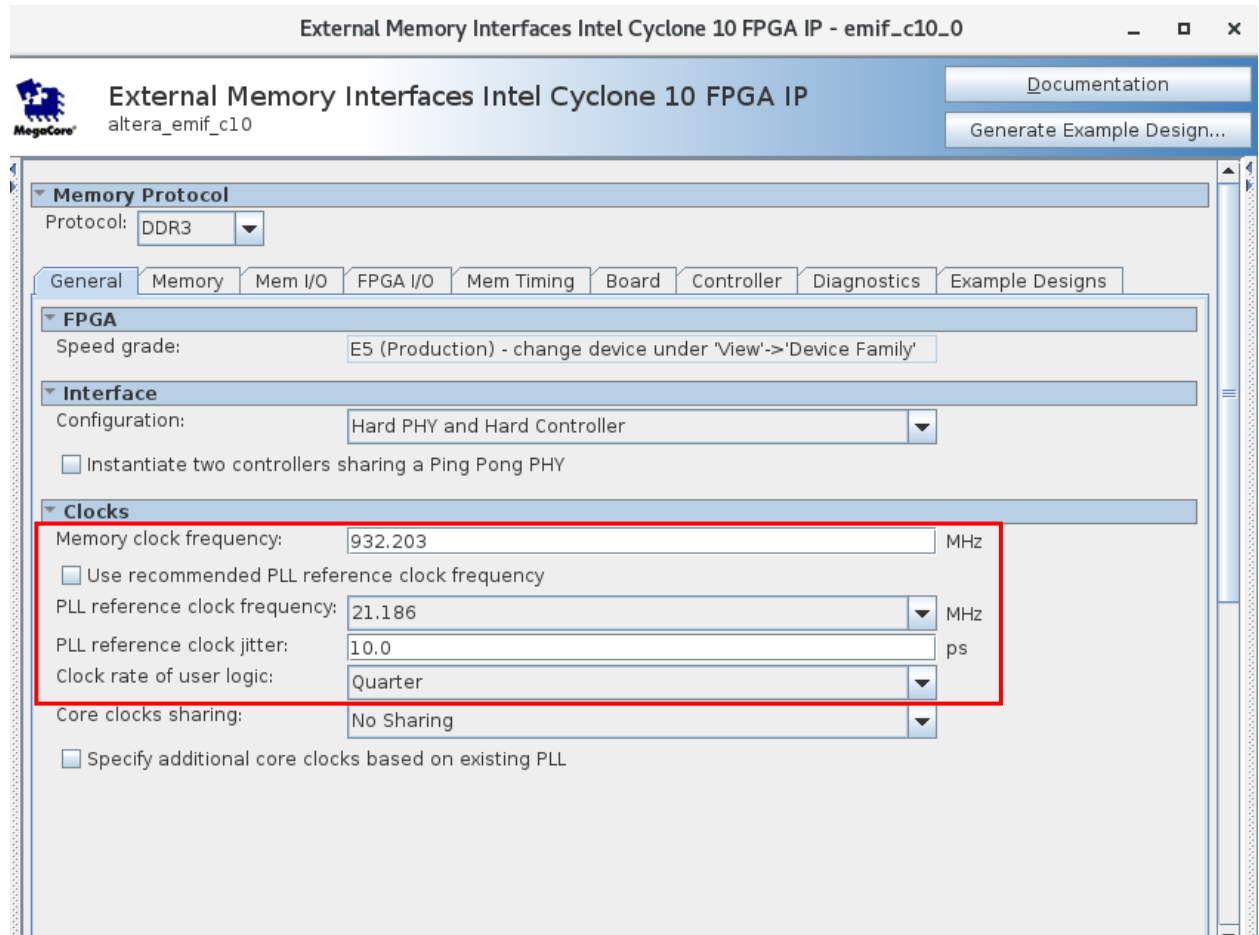 External Memory Interfaces Intel Cyclone 10 FPGA IP - emif_c10_0
MegaCore®
External Memory Interfaces Intel Cyclone 10 FPGA IP
altera_emif_c10
Documentation
Generate Example Design...
Memory Protocol
Protocol: DDR3
General Memory Mem I/O FPGA I/O Mem Timing Board Controller Diagnostics Example Designs
FPGA
Speed grade: E5 (Production) - change device under 'View'->'Device Family'
Interface
Configuration: Hard PHY and Hard Controller
Instantiate two controllers sharing a Ping Pong PHY
Clocks
Memory clock frequency: 932.203 MHz
Use recommended PLL reference clock frequency
PLL reference clock frequency: 21.186 MHz
PLL reference clock jitter: 10.0 ps
Clock rate of user logic: Quarter
Core clocks sharing: No Sharing
Specify additional core clocks based on existing PLL